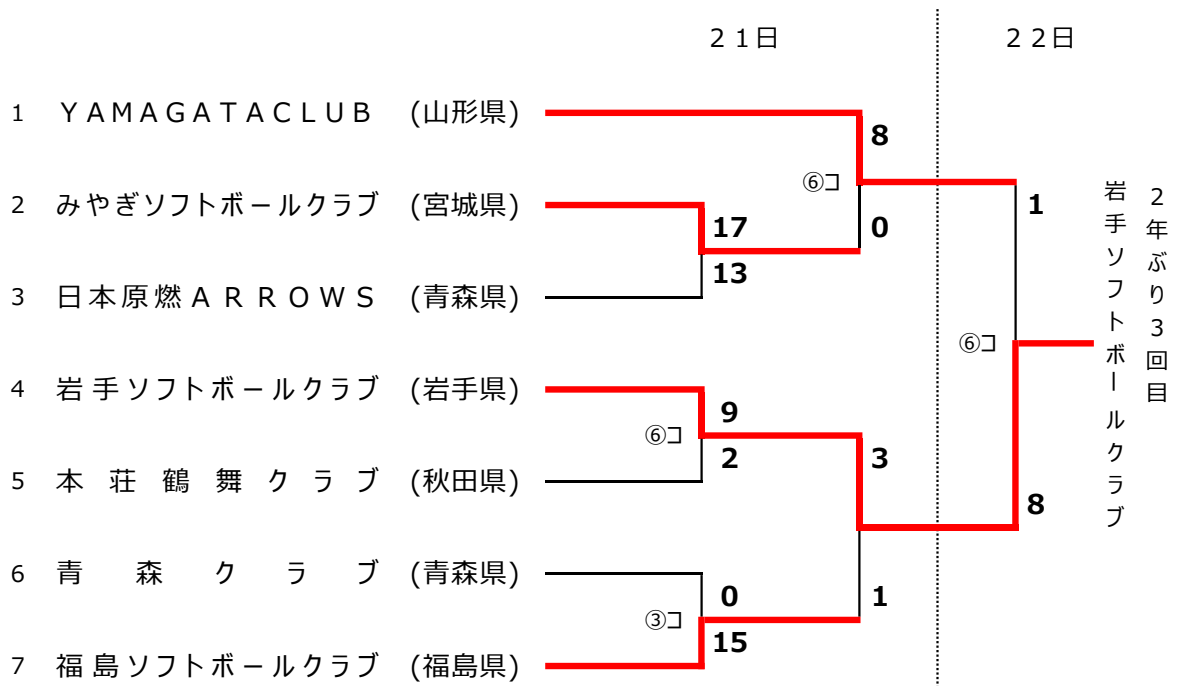 21日
22日
1 YAMAGATACLUB (山形県)
8
⑥コ
2 みやぎソフトボールクラブ (宮城県)
1
17
0
13
3 日本原燃ARROWS (青森県)
⑥コ
4 岩手ソフトボールクラブ (岩手県)
9
⑥コ
2
3
5 本荘鶴舞クラブ (秋田県)
8
6 青森クラブ (青森県)
0
1
③コ
15
7 福島ソフトボールクラブ (福島県)
2年ぶり3回目
岩手ソフトボールクラブ